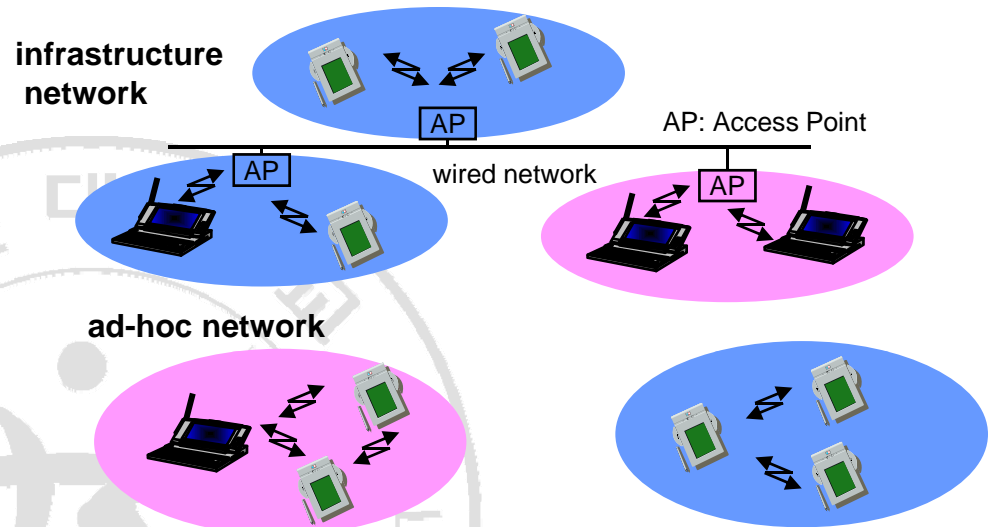 infrastructure
network
AP
AP: Access Point
AP
wired network
AP
ad-hoc network